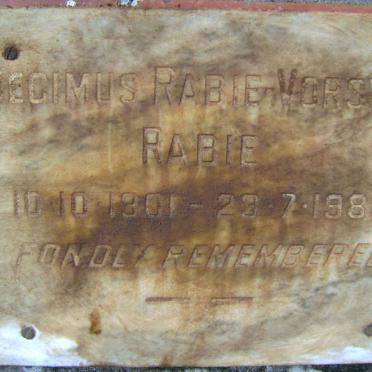 ECIMUS RABIE-VORS
RABIE
10·10·1901 - 23·7·198
FONDLY REMEMBERE